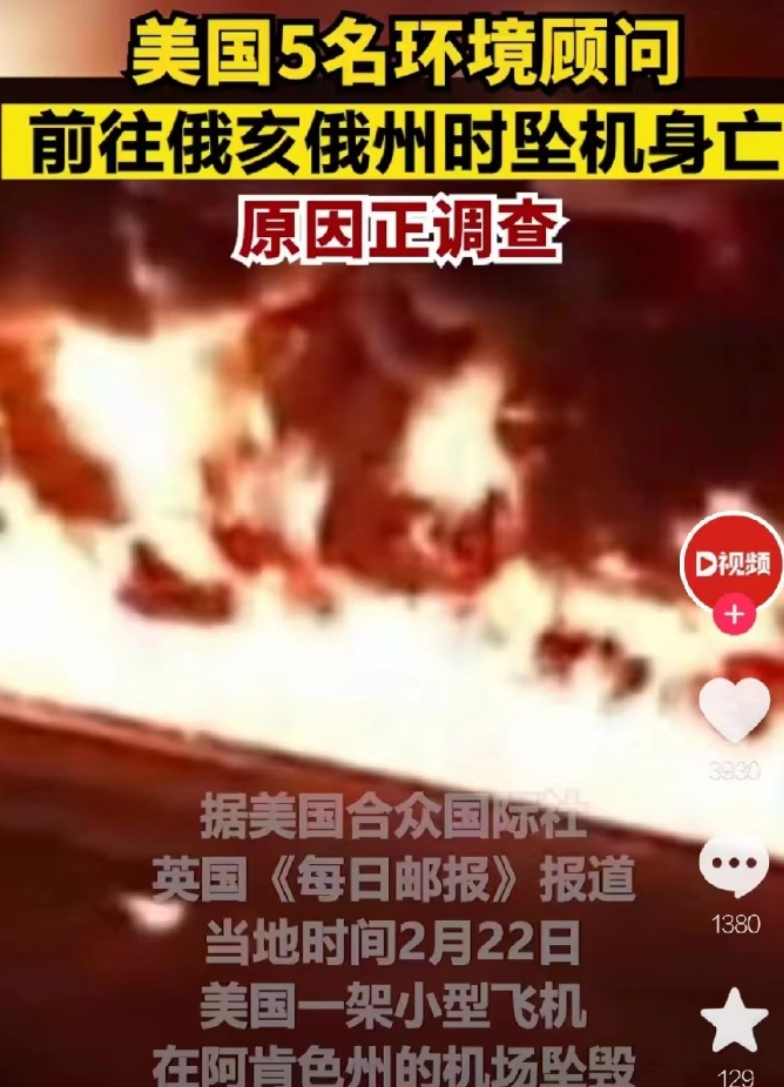 美国5名环境顾问
前往俄亥俄州时坠机身亡
原因正调查
D视频
3930
1380
129
据美国合众国际社
英国《每日邮报》报道
当地时间2月22日
美国一架小型飞机
在阿肯色州的机场坠毁